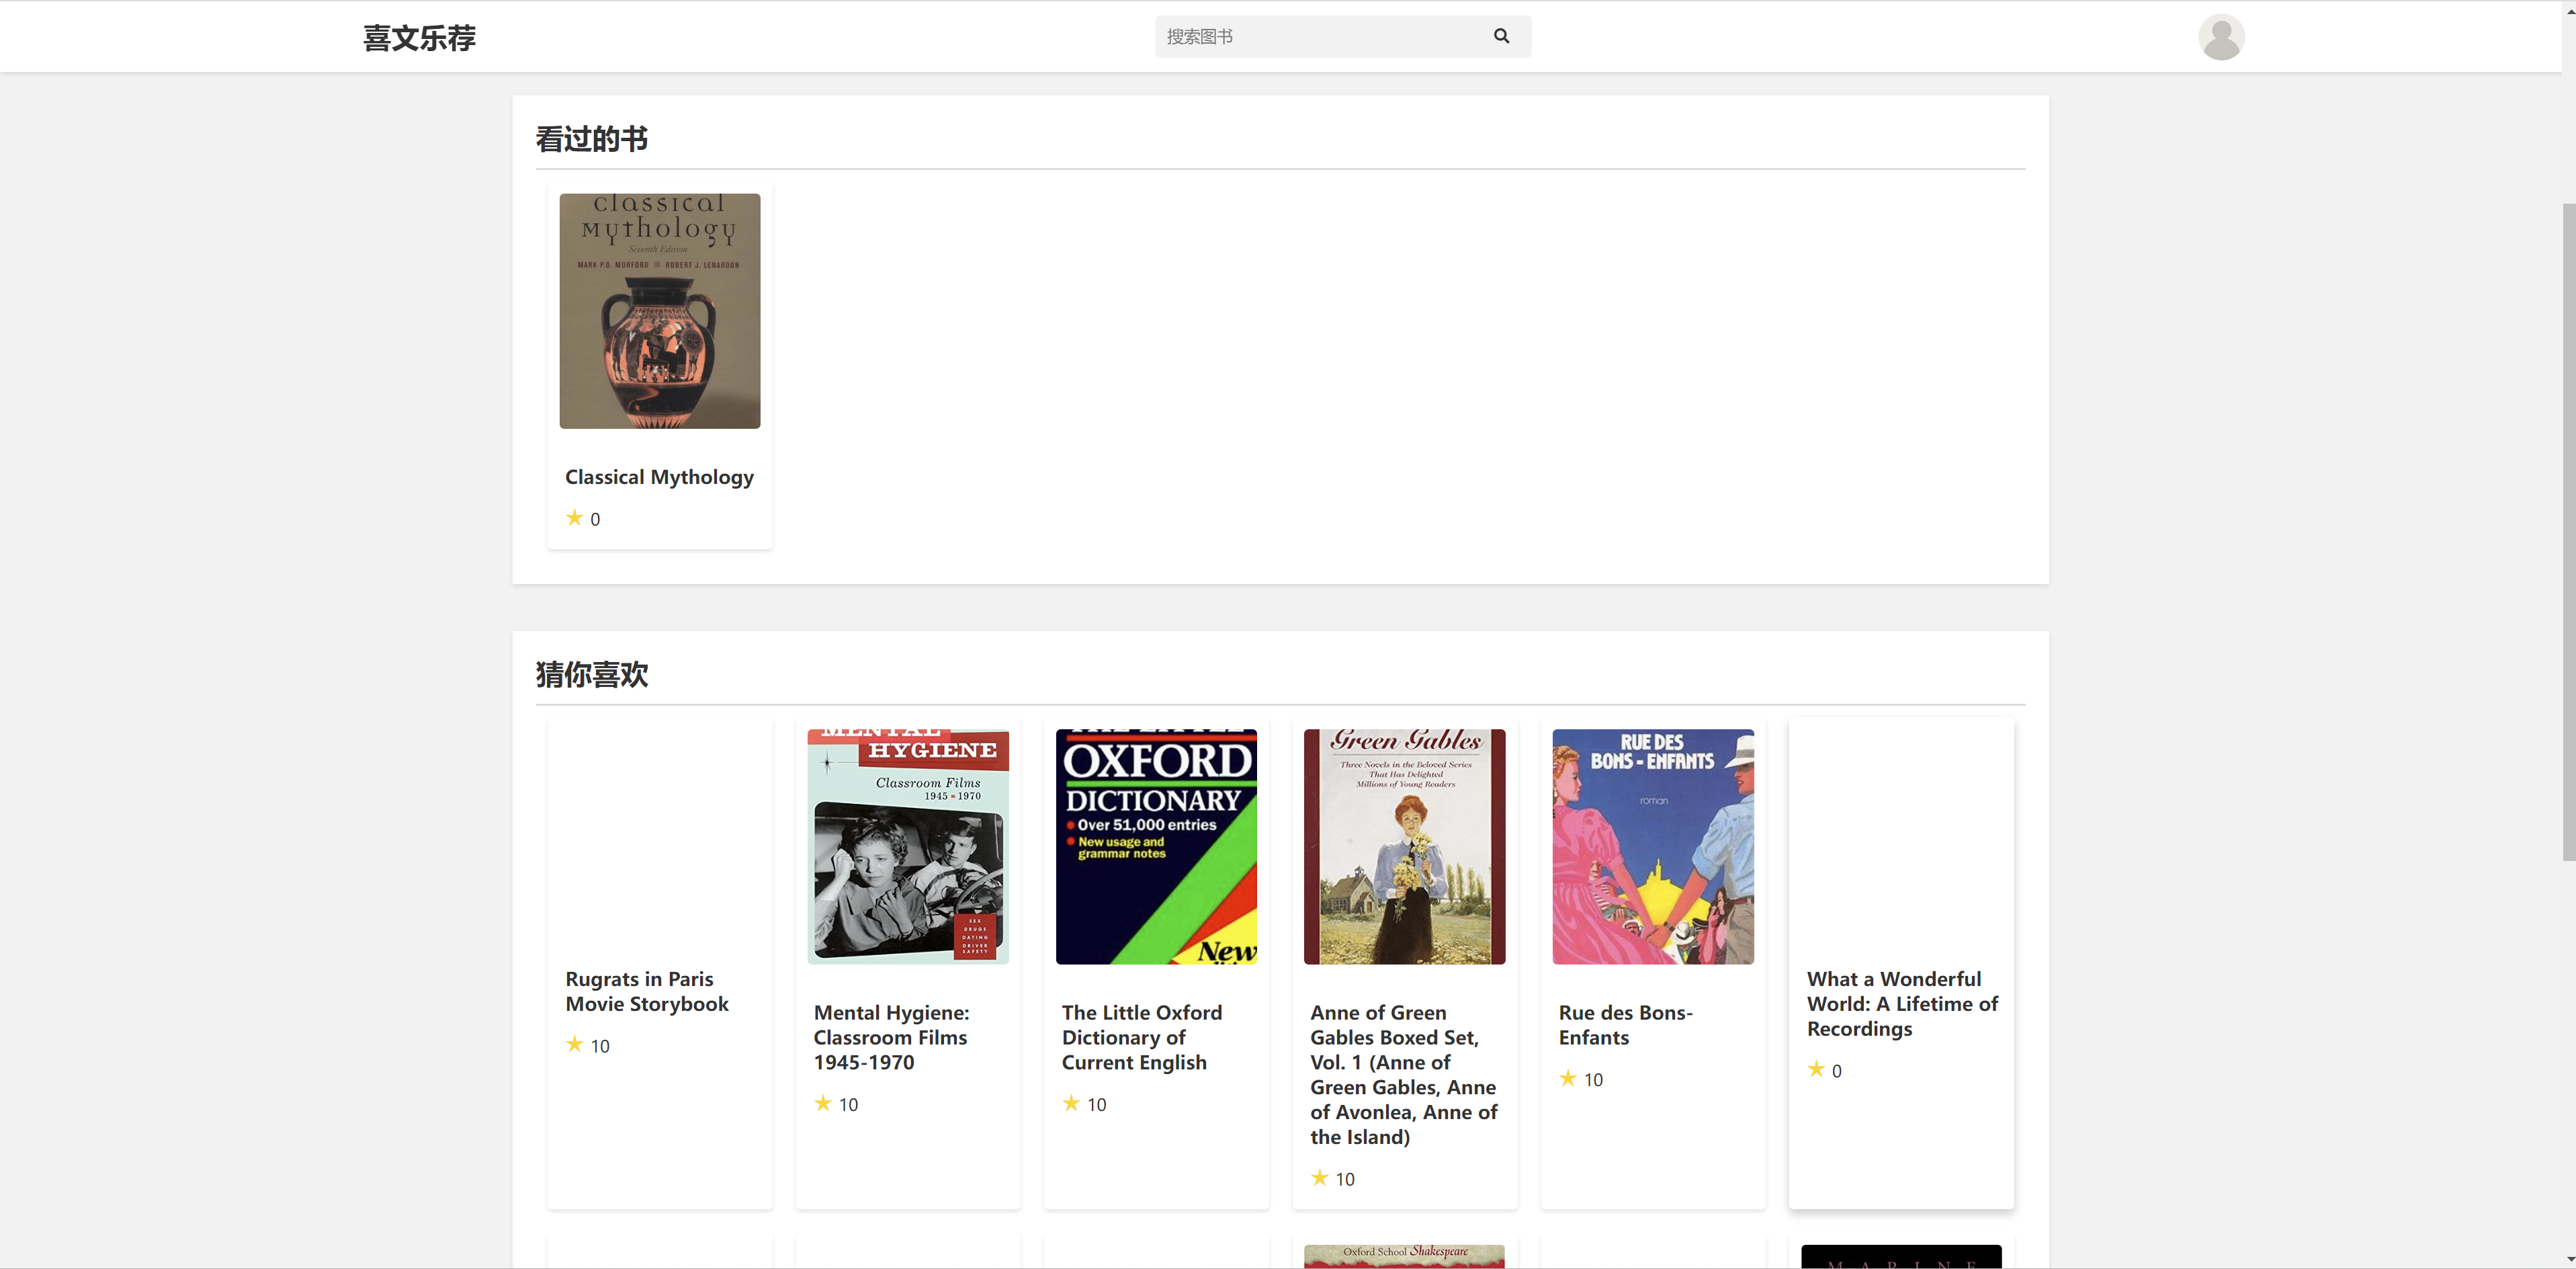 喜文乐荐
搜索图书
看过的书
classical
mythology
Seventh Edition
MARK P.O. MORFORD
ROBERT J. LENARDON
Classical Mythology
0
猜你喜欢
Rugrats in Paris
Movie Storybook
10
MENTAL
HYGIENE
Classroom Films
1945 - 1970
SEX
DRUGS
DATING
DRIVER
SAFETY
Mental Hygiene:
Classroom Films
1945-1970
10
OXFORD
DICTIONARY
Over 51,000 entries
New usage and
grammar notes
New
The Little Oxford
Dictionary of
Current English
10
Green Gables
Three Novels in the Beloved Series
That Has Delighted
Millions of Young Readers
Anne of Green
Gables Boxed Set,
Vol. 1 (Anne of
Green Gables, Anne
of Avonlea, Anne of
the Island)
10
RUE DES
BONS-ENFANTS
roman
Rue des Bons-
Enfants
10
What a Wonderful
World: A Lifetime of
Recordings
0
Oxford School Shakespeare
MARINE